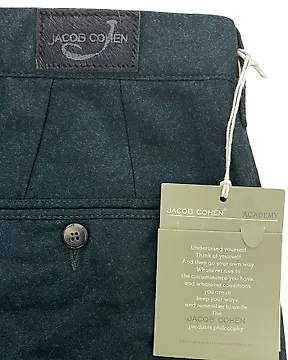 JACOB COHËN
JACOB COHËN
ACADEMY
Understand yourself.
Think of yourself.
And then go your own way.
Whatever was to
the circumstance you have,
and whatever conditions
you are in
keep your ways
and remember to smile.
The
JACOB COHËN
products philosophy.